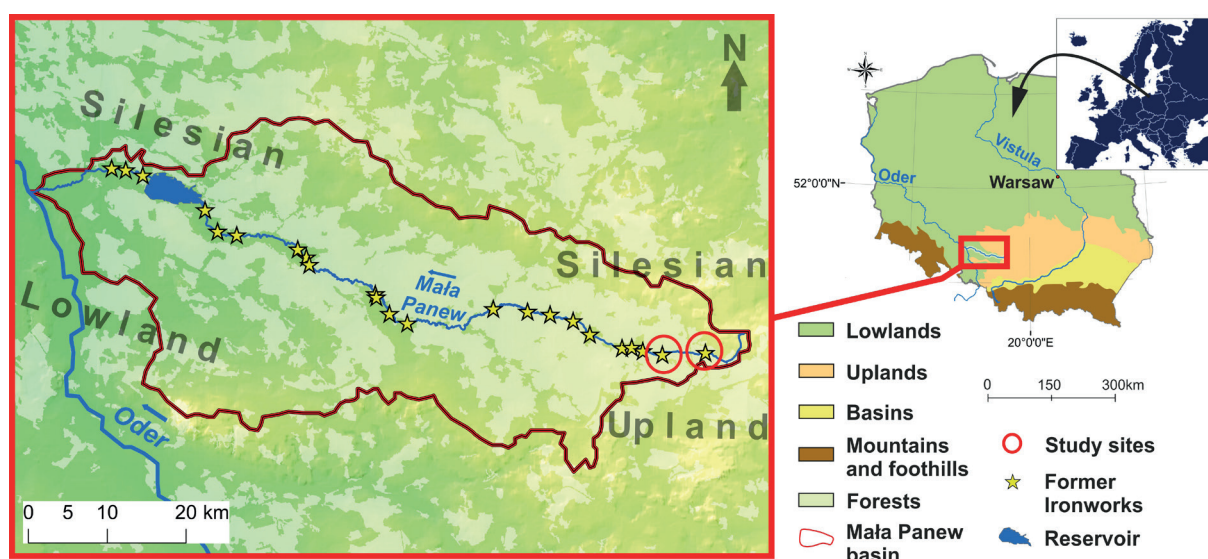 N
Silesian
Lowland
Mała
Panew
Silesian
Upland
Oder
0 5 10 20 km
Oder
Vistula
Warsaw
52°0'0"N
20°0'0"E
0 150 300km
Lowlands
Uplands
Basins
Mountains
and foothills
Forests
Mała Panew
basin
Study sites
Former
Ironworks
Reservoir